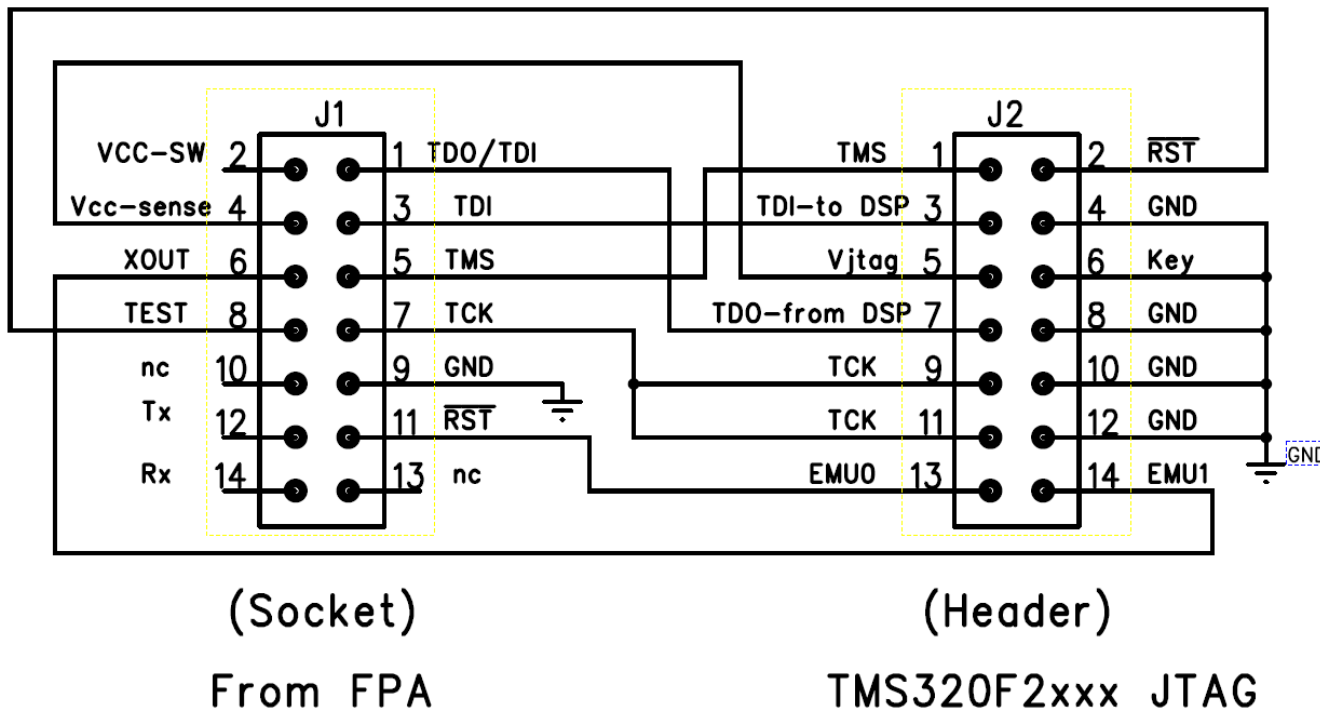 J1
J2
VCC-SW 2 1 TDO/TDI
TMS 1 2 RST
Vcc-sense 4 3 TDI
TDI-to DSP 3 4 GND
XOUT 6 5 TMS
Vjtag 5 6 Key
TEST 8 7 TCK
TDO-from DSP 7 8 GND
nc 10 9 GND
TCK 9 10 GND
Tx 12 11 RST
TCK 11 12 GND
GND
Rx 14 13 nc
EMU0 13 14 EMU1
(Socket)
(Header)
From FPA
TMS320F2xxx JTAG